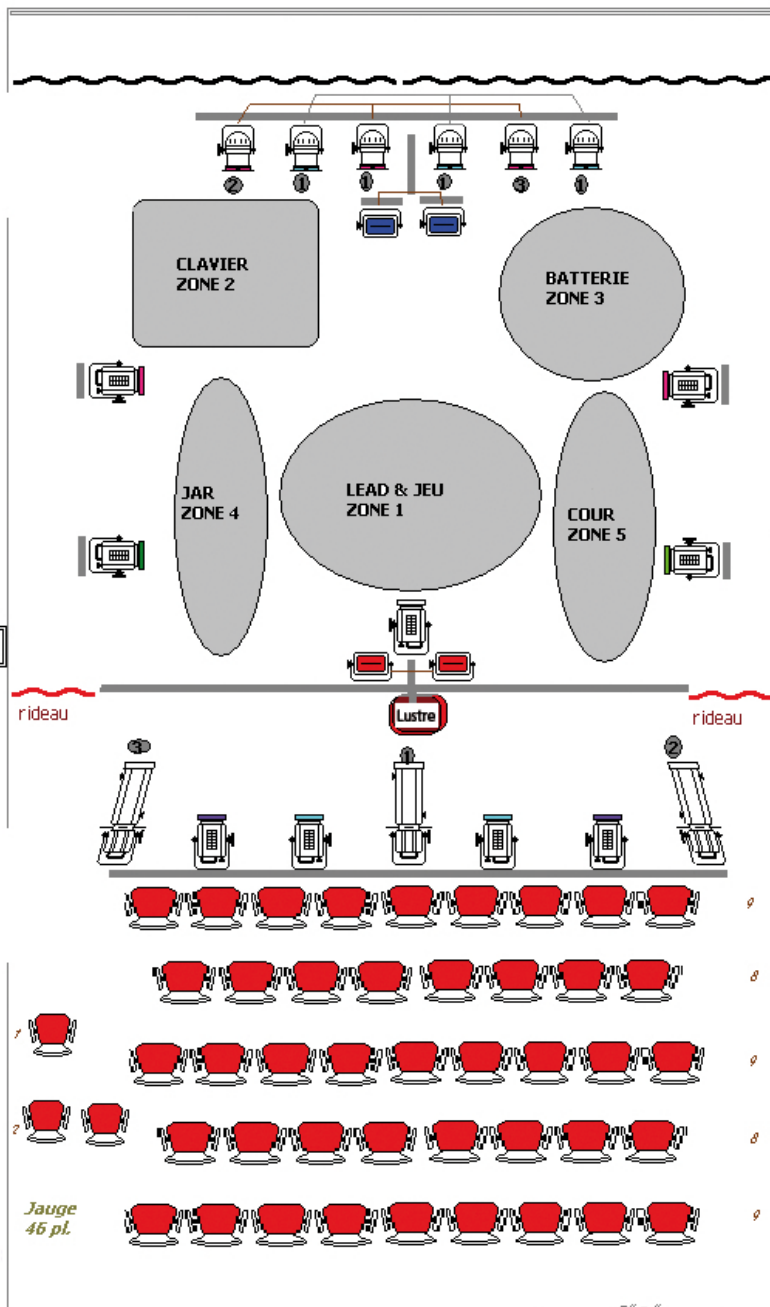 2 1 1 1 3 1
CLAVIER
ZONE 2
BATTERIE
ZONE 3
JAR
ZONE 4
LEAD & JEU
ZONE 1
COUR
ZONE 5
rideau
Lustre
rideau
3 1 2
9
8
1
9
2
8
Jauge
46 pl.
9